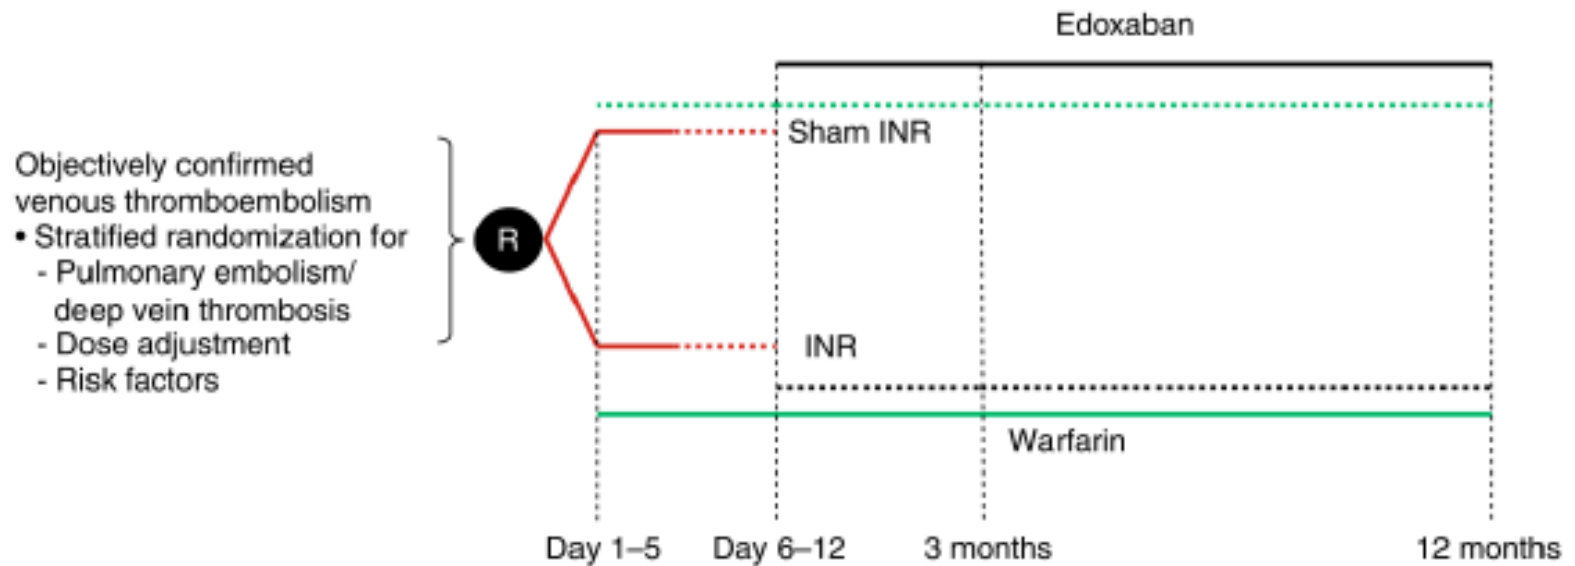 Edoxaban
Sham INR
Objectively confirmed
venous thromboembolism
• Stratified randomization for
- Pulmonary embolism/
deep vein thrombosis
- Dose adjustment
- Risk factors
R
INR
Warfarin
Day 1–5
Day 6–12
3 months
12 months